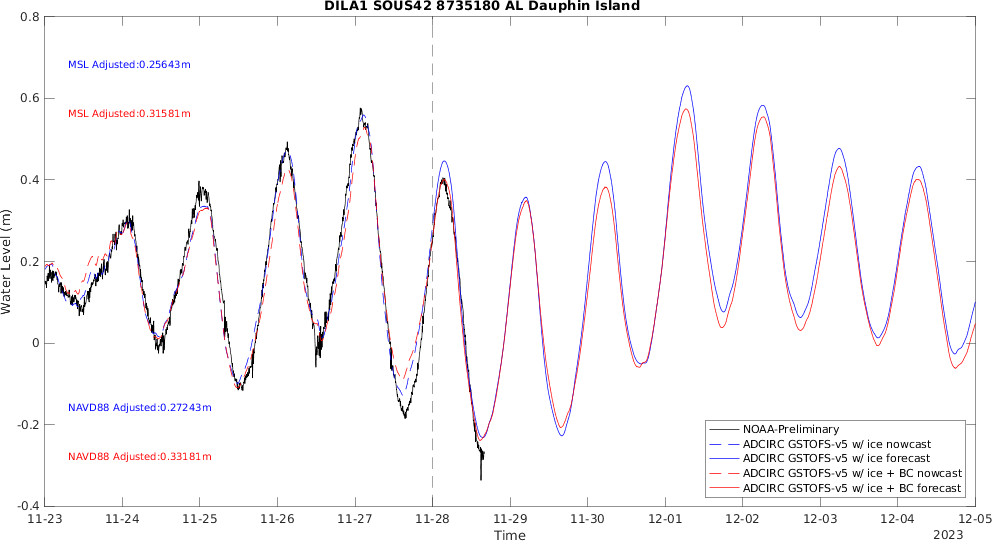 DILA1 SOUS42 8735180 AL Dauphin Island
0.8
0.6
0.4
0.2
0
-0.2
-0.4
Water Level (m)
MSL Adjusted:0.25643m
MSL Adjusted:0.31581m
NAVD88 Adjusted:0.27243m
NAVD88 Adjusted:0.33181m
NOAA-Preliminary
ADCIRC GSTOFS-v5 w/ ice nowcast
ADCIRC GSTOFS-v5 w/ ice forecast
ADCIRC GSTOFS-v5 w/ ice + BC nowcast
ADCIRC GSTOFS-v5 w/ ice + BC forecast
11-23 11-24 11-25 11-26 11-27 11-28 11-29 11-30 12-01 12-02 12-03 12-04 12-05
Time
2023